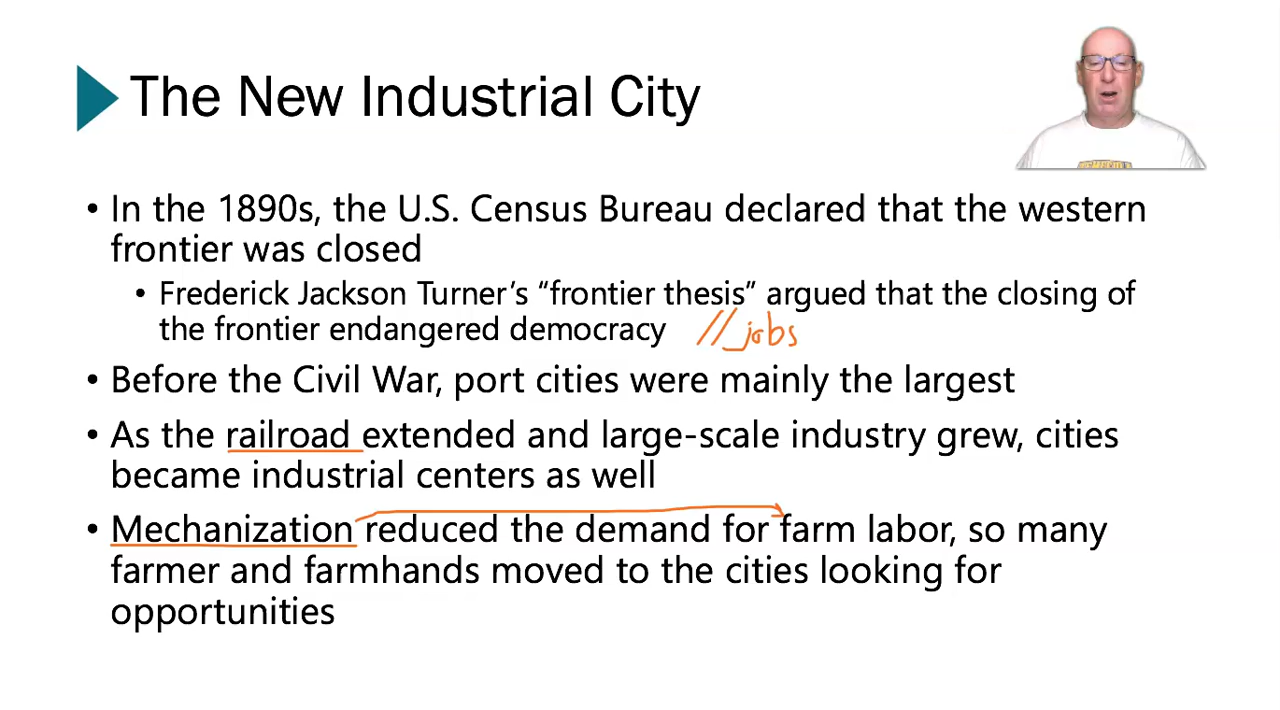 The New Industrial City
• In the 1890s, the U.S. Census Bureau declared that the western
frontier was closed
• Frederick Jackson Turner’s “frontier thesis” argued that the closing of
the frontier endangered democracy // jobs
• Before the Civil War, port cities were mainly the largest
• As the railroad extended and large-scale industry grew, cities
became industrial centers as well
• Mechanization reduced the demand for farm labor, so many
farmer and farmhands moved to the cities looking for
opportunities